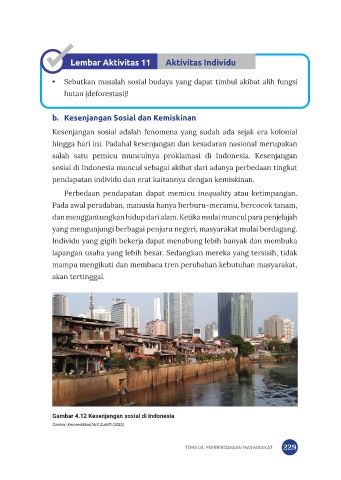 Lembar Aktivitas 11 Aktivitas Individu
• Sebutkan masalah sosial budaya yang dapat timbul akibat alih fungsi
hutan (deforestasi)!
b. Kesenjangan Sosial dan Kemiskinan
Kesenjangan sosial adalah fenomena yang sudah ada sejak era kolonial
hingga hari ini. Padahal kesenjangan dan kesadaran nasional merupakan
salah satu pemicu munculnya proklamasi di Indonesia. Kesenjangan
sosial di Indonesia muncul sebagai akibat dari adanya perbedaan tingkat
pendapatan individu dan erat kaitannya dengan kemiskinan.
Perbedaan pendapatan dapat memicu inequality atau ketimpangan.
Pada awal peradaban, manusia hanya berburu-meramu, bercocok tanam,
dan menggantungkan hidup dari alam. Ketika mulai muncul para penjelajah
yang mengunjungi berbagai penjuru negeri, masyarakat mulai berdagang.
Individu yang gigih bekerja dapat menabung lebih banyak dan membuka
lapangan usaha yang lebih besar. Sedangkan mereka yang tersisih, tidak
mampu mengikuti dan membaca tren perubahan kebutuhan masyarakat,
akan tertinggal.
Gambar 4.12 Kesenjangan sosial di Indonesia
Sumber: Kemendikbud/Arif Zulkifli (2020)
TEMA 04: PEMBERDAYAAN MASYARAKAT 229